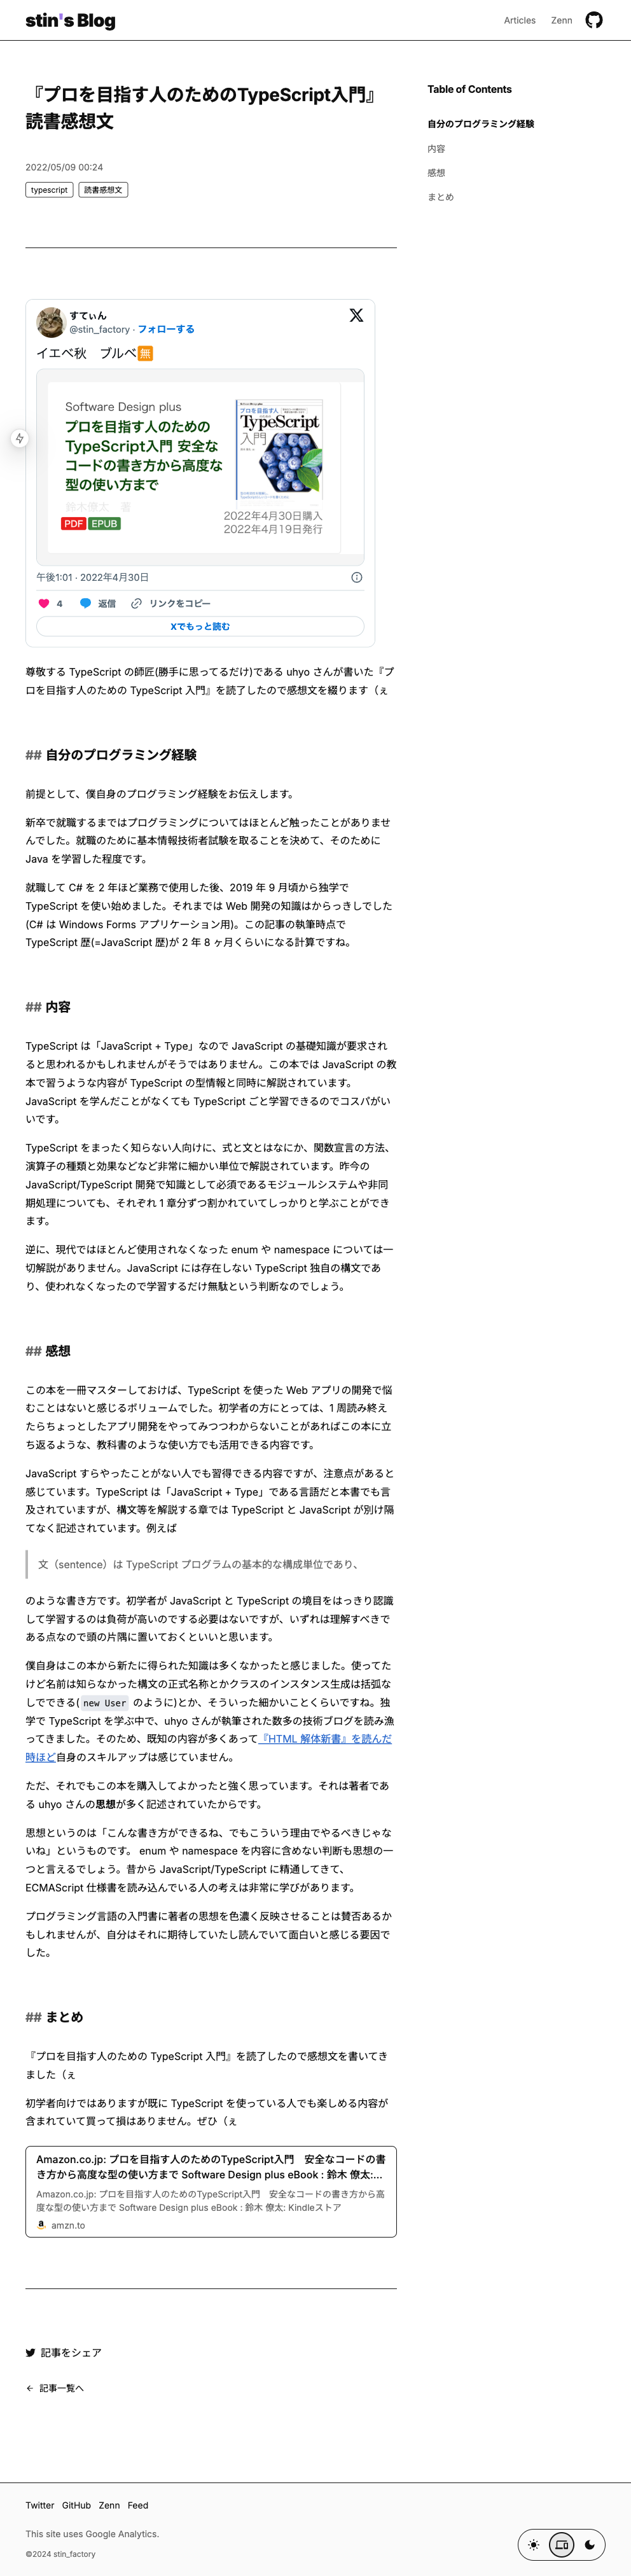 stin's Blog
Articles
Zenn
『プロを目指す人のためのTypeScript入門』
読書感想文
2022/05/09 00:24
typescript
読書感想文
Table of Contents
自分のプログラミング経験
内容
感想
まとめ
すてぃん
@stin_factory · フォローする
イエベ秋　ブルベ無
Software Design plus
プロを目指す人のための
TypeScript入門 安全な
コードの書き方から高度な
型の使い方まで
鈴木僚太　著
PDF EPUB
プロを目指す人のための
TypeScript
入門
2022年4月30日購入
2022年4月19日発行
午後1:01 · 2022年4月30日
4
返信
リンクをコピー
Xでもっと読む
尊敬する TypeScript の師匠(勝手に思ってるだけ)である uhyo さんが書いた『プ
ロを目指す人のための TypeScript 入門』を読了したので感想文を綴ります（ぇ
## 自分のプログラミング経験
前提として、僕自身のプログラミング経験をお伝えします。
新卒で就職するまではプログラミングについてはほとんど触ったことがありませ
んでした。就職のために基本情報技術者試験を取ることを決めて、そのために
Java を学習した程度です。
就職して C# を 2 年ほど業務で使用した後、2019 年 9 月頃から独学で
TypeScript を使い始めました。それまでは Web 開発の知識はからっきしでした
(C# は Windows Forms アプリケーション用)。この記事の執筆時点で
TypeScript 歴(=JavaScript 歴)が 2 年 8 ヶ月くらいになる計算ですね。
## 内容
TypeScript は「JavaScript + Type」なので JavaScript の基礎知識が要求され
ると思われるかもしれませんがそうではありません。この本では JavaScript の教
本で習うような内容が TypeScript の型情報と同時に解説されています。
JavaScript を学んだことがなくても TypeScript ごと学習できるのでコスパがい
いです。
TypeScript をまったく知らない人向けに、式と文とはなにか、関数宣言の方法、
演算子の種類と効果などなど非常に細かい単位で解説されています。昨今の
JavaScript/TypeScript 開発で知識として必須であるモジュールシステムや非同
期処理についても、それぞれ 1 章分ずつ割かれていてしっかりと学ぶことができ
ます。
逆に、現代ではほとんど使用されなくなった enum や namespace については一
切解説がありません。JavaScript には存在しない TypeScript 独自の構文であ
り、使われなくなったので学習するだけ無駄という判断なのでしょう。
## 感想
この本を一冊マスターしておけば、TypeScript を使った Web アプリの開発で悩
むことはないと感じるボリュームでした。初学者の方にとっては、1 周読み終え
たらちょっとしたアプリ開発をやってみつつわからないことがあればこの本に立
ち返るような、教科書のような使い方でも活用できる内容です。
JavaScript すらやったことがない人でも習得できる内容ですが、注意点があると
感じています。TypeScript は「JavaScript + Type」である言語だと本書でも言
及されていますが、構文等を解説する章では TypeScript と JavaScript が別け隔
てなく記述されています。例えば
文（sentence）は TypeScript プログラムの基本的な構成単位であり、
のような書き方です。初学者が JavaScript と TypeScript の境目をはっきり認識
して学習するのは負荷が高いのでする必要はないですが、いずれは理解すべきで
ある点なので頭の片隅に置いておくといいと思います。
僕自身はこの本から新たに得られた知識は多くなかったと感じました。使ってた
けど名前は知らなかった構文の正式名称とかクラスのインスタンス生成は括弧な
しでできる( new User のように)とか、そういった細かいことくらいですね。独
学で TypeScript を学ぶ中で、uhyo さんが執筆された数多の技術ブログを読み漁
ってきました。そのため、既知の内容が多くあって『HTML 解体新書』を読んだ
時ほど自身のスキルアップは感じていません。
ただ、それでもこの本を購入してよかったと強く思っています。それは著者であ
る uhyo さんの思想が多く記述されていたからです。
思想というのは「こんな書き方ができるね、でもこういう理由でやるべきじゃな
いね」というものです。 enum や namespace を内容に含めない判断も思想の一
つと言えるでしょう。昔から JavaScript/TypeScript に精通してきて、
ECMAScript 仕様書を読み込んでいる人の考えは非常に学びがあります。
プログラミング言語の入門書に著者の思想を色濃く反映させることは賛否あるか
もしれませんが、自分はそれに期待していたし読んでいて面白いと感じる要因で
した。
## まとめ
『プロを目指す人のための TypeScript 入門』を読了したので感想文を書いてき
ました（ぇ
初学者向けではありますが既に TypeScript を使っている人でも楽しめる内容が
含まれていて買って損はありません。ぜひ（ぇ
Amazon.co.jp: プロを目指す人のためのTypeScript入門　安全なコードの書
き方から高度な型の使い方まで Software Design plus eBook : 鈴木 僚太:...
Amazon.co.jp: プロを目指す人のためのTypeScript入門　安全なコードの書き方から高
度な型の使い方まで Software Design plus eBook : 鈴木 僚太: Kindleストア
amzn.to
記事をシェア
← 記事一覧へ
Twitter
GitHub
Zenn
Feed
This site uses Google Analytics.
©2024 stin_factory